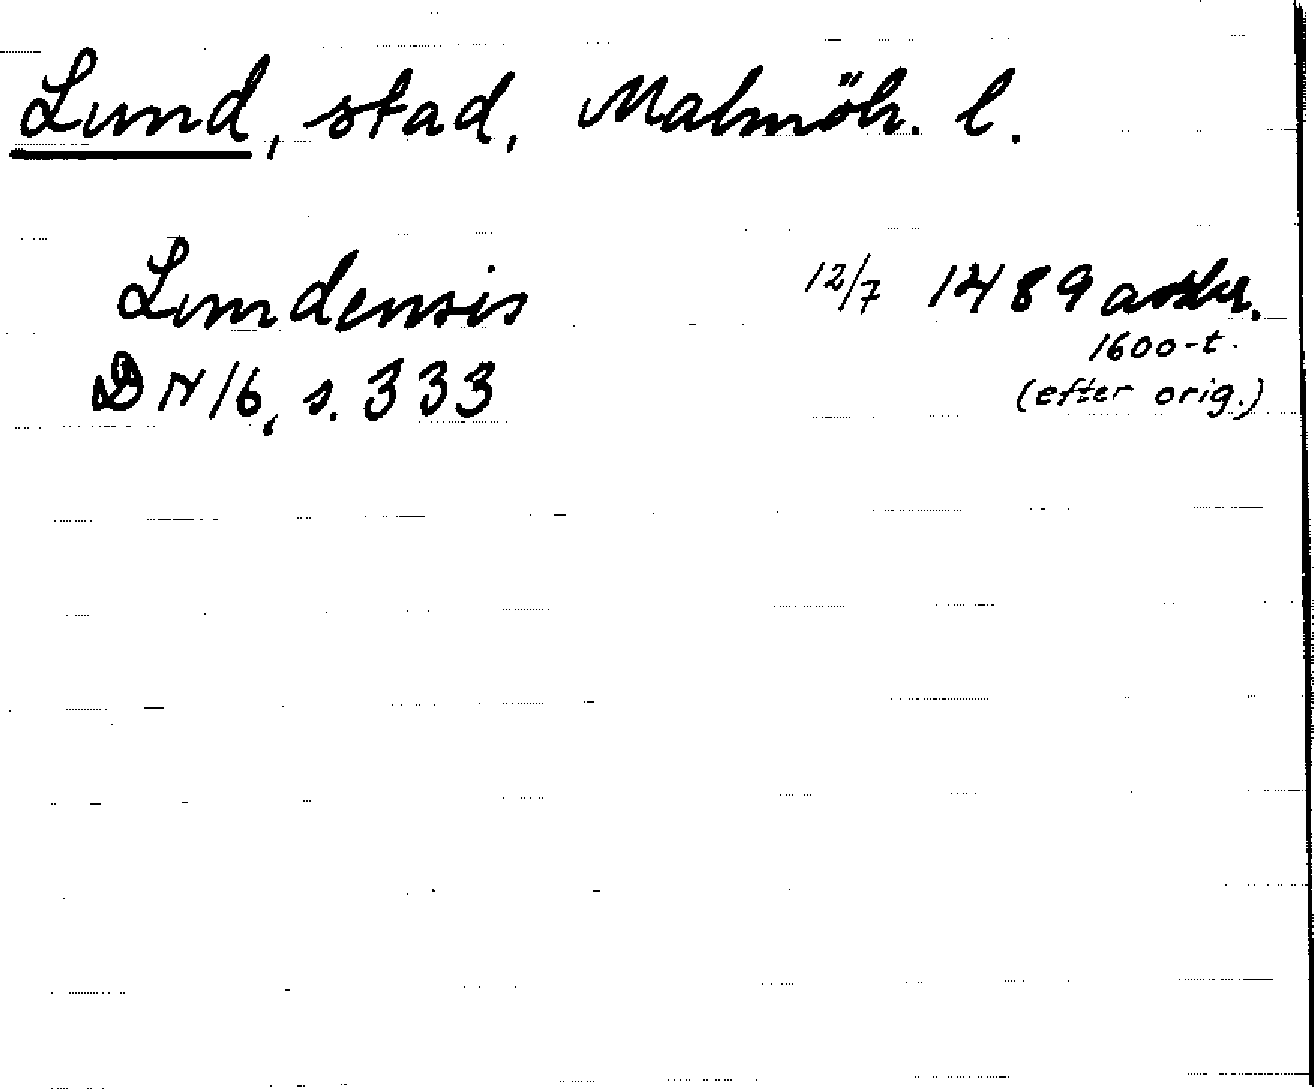 Lund, stad, Malmöh. l.
Lundensis 12/7 1489 avskr.
DN 16, s. 333 1600-t.
(efter orig.)